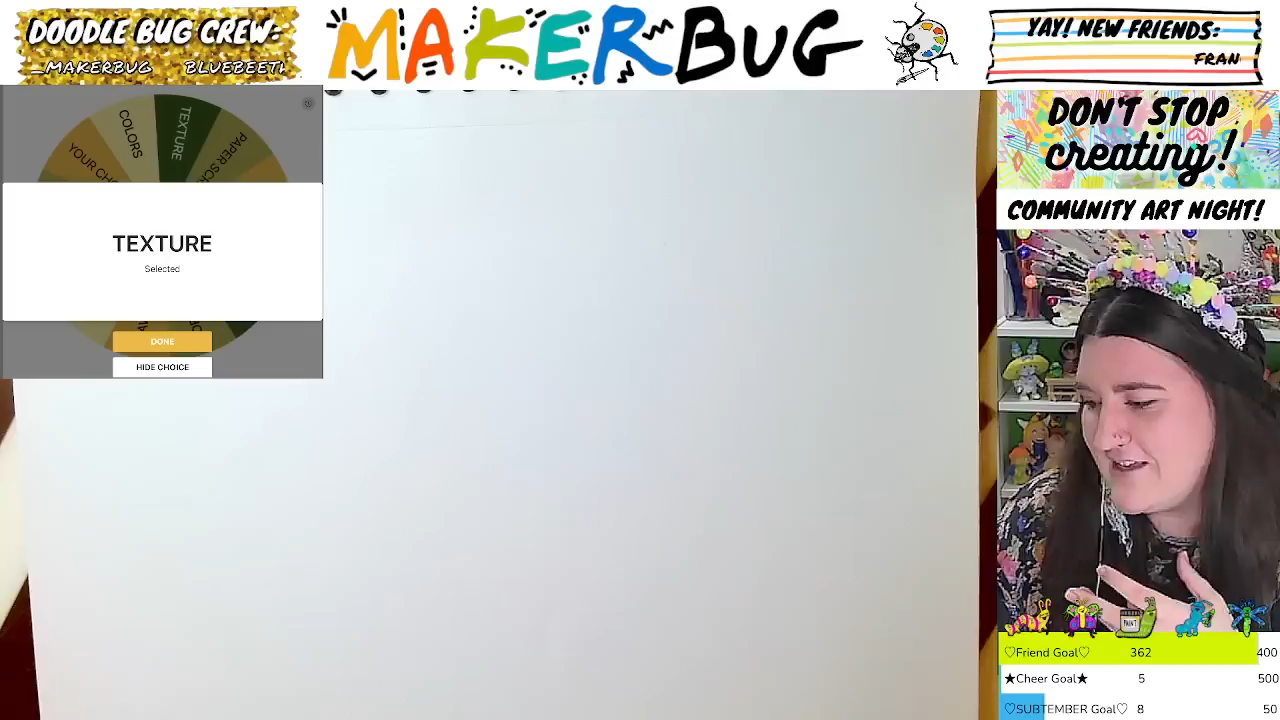 DOODLE BUG CREW:
_MAKERBUG BLUEBEETH
MAKERBUG
YAY! NEW FRIENDS:
FRAN
COLORS
TEXTURE
YOUR CHO
PAPER SC
TEXTURE
Selected
DONE
HIDE CHOICE
DON'T STOP
creating!
COMMUNITY ART NIGHT!
PAINT
♡Friend Goal♡ 362 400
★Cheer Goal★ 5 500
♡SUBTEMBER Goal♡ 8 50